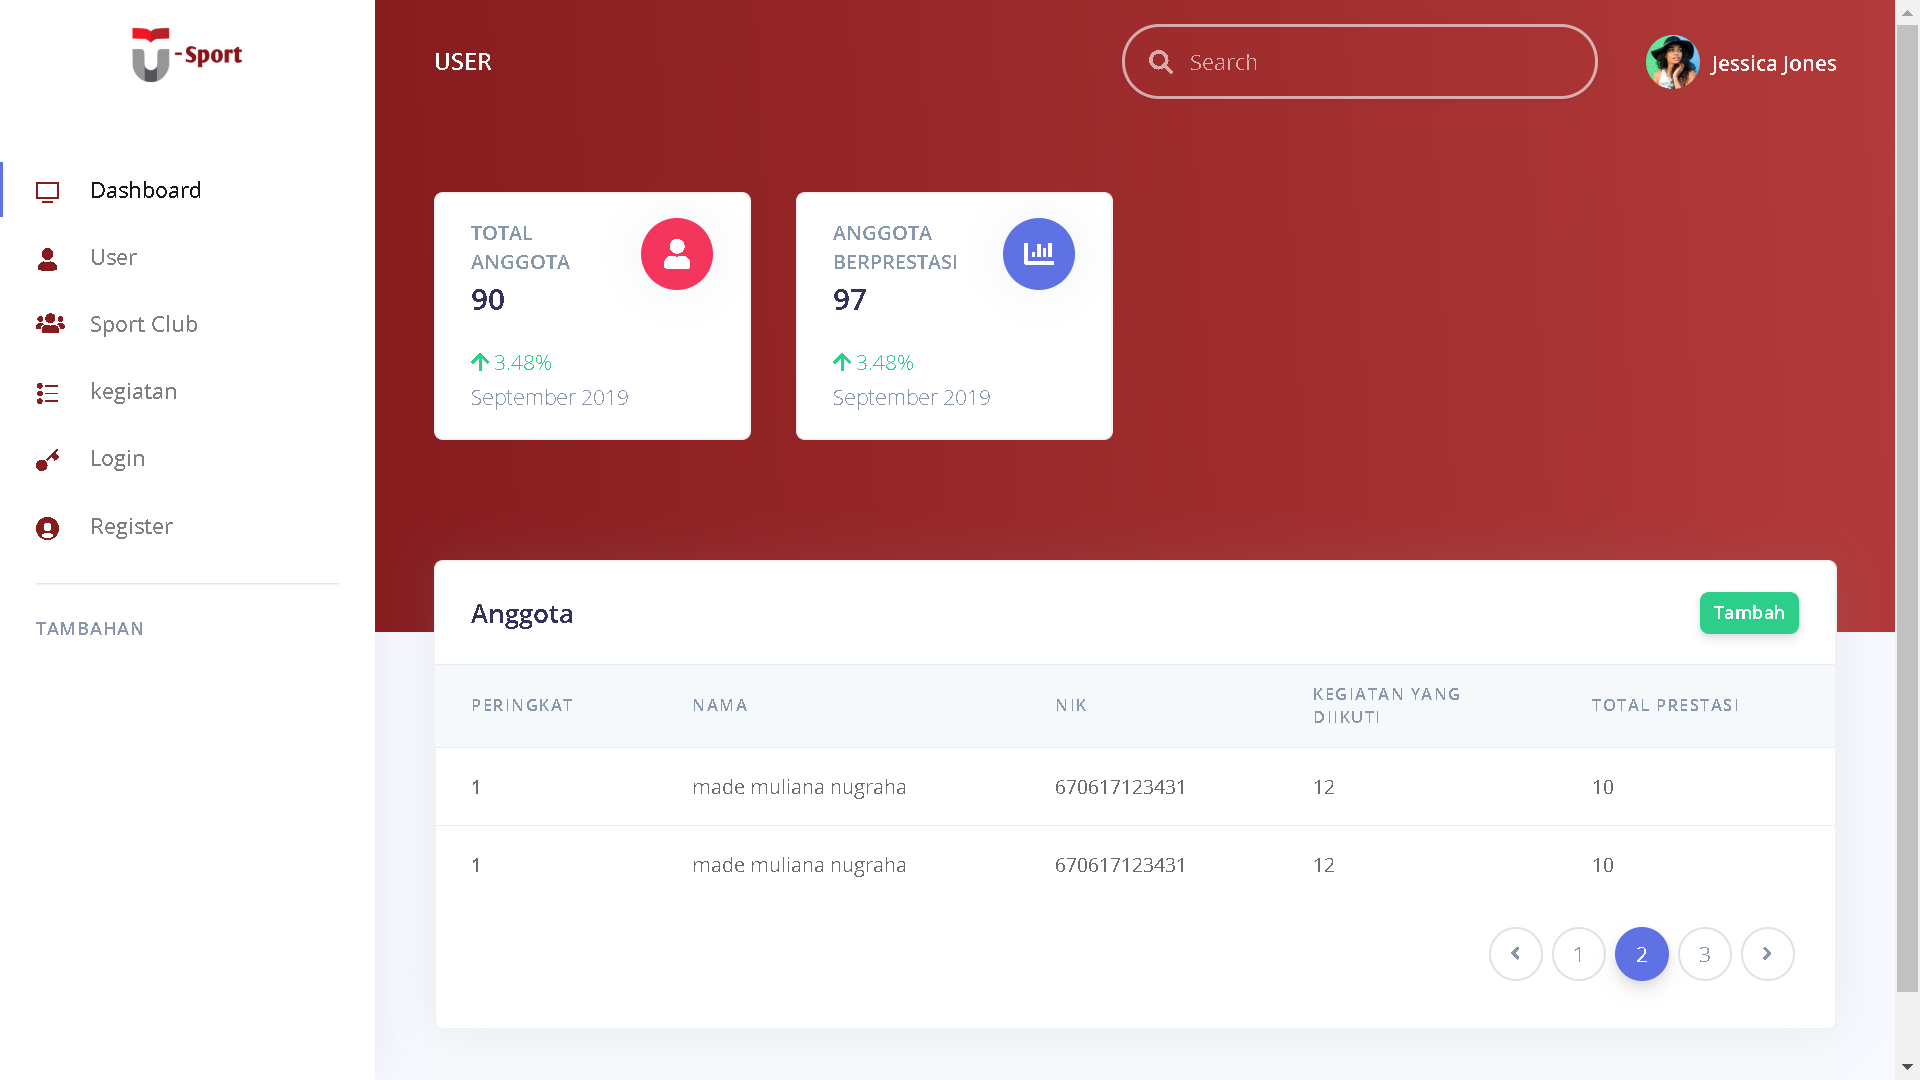 U-Sport
Dashboard
User
Sport Club
kegiatan
Login
Register
TAMBAHAN
USER
Search
Jessica Jones
TOTAL
ANGGOTA
90
3.48%
September 2019
ANGGOTA
BERPRESTASI
97
3.48%
September 2019
Anggota
Tambah
PERINGKAT NAMA NIK KEGIATAN YANG DIIKUTI TOTAL PRESTASI
1 made muliana nugraha 670617123431 12 10
1 made muliana nugraha 670617123431 12 10
1 2 3